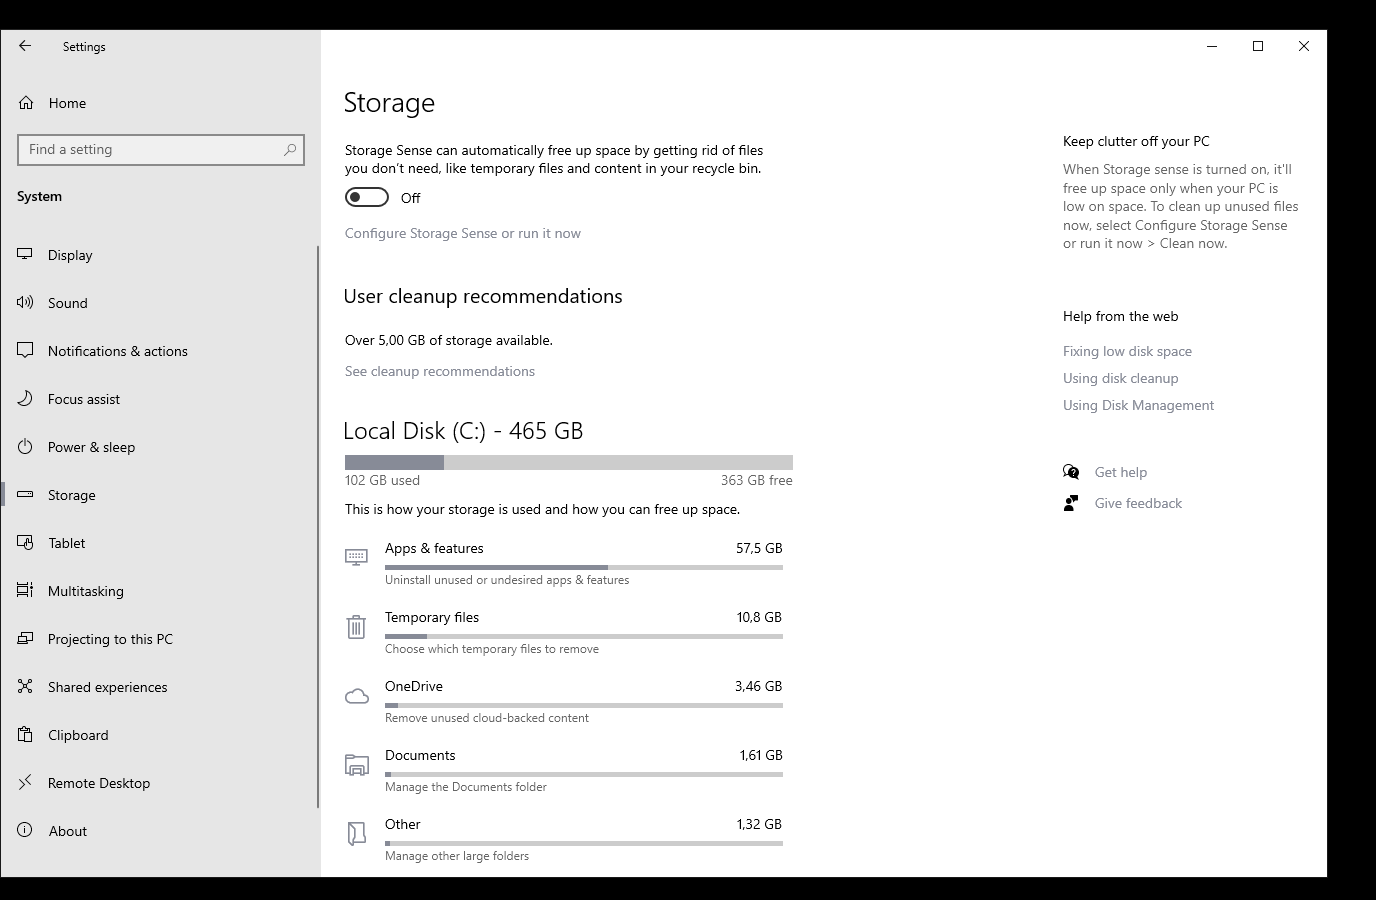 Settings
Home
Find a setting
System
Display
Sound
Notifications & actions
Focus assist
Power & sleep
Storage
Tablet
Multitasking
Projecting to this PC
Shared experiences
Clipboard
Remote Desktop
About
Storage
Storage Sense can automatically free up space by getting rid of files
you don't need, like temporary files and content in your recycle bin.
Off
Configure Storage Sense or run it now
User cleanup recommendations
Over 5,00 GB of storage available.
See cleanup recommendations
Local Disk (C:) - 465 GB
102 GB used 363 GB free
This is how your storage is used and how you can free up space.
Apps & features 57,5 GB
Uninstall unused or undesired apps & features
Temporary files 10,8 GB
Choose which temporary files to remove
OneDrive 3,46 GB
Remove unused cloud-backed content
Documents 1,61 GB
Manage the Documents folder
Other 1,32 GB
Manage other large folders
Keep clutter off your PC
When Storage sense is turned on, it'll
free up space only when your PC is
low on space. To clean up unused files
now, select Configure Storage Sense
or run it now > Clean now.
Help from the web
Fixing low disk space
Using disk cleanup
Using Disk Management
Get help
Give feedback